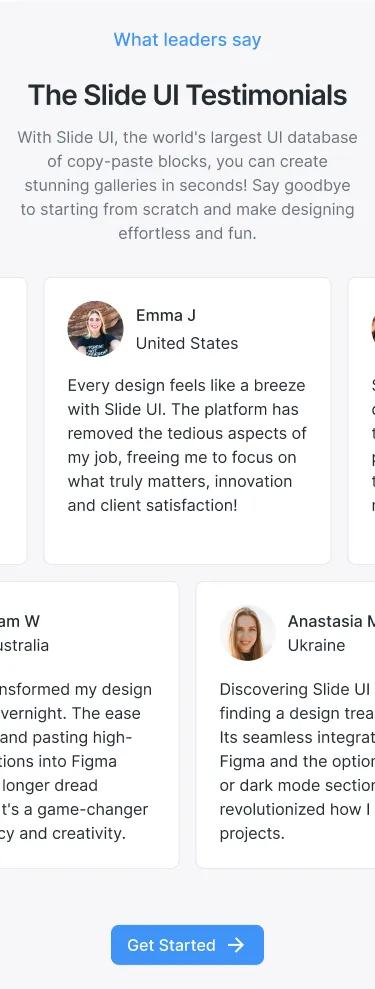 What leaders say
The Slide UI Testimonials
With Slide UI, the world's largest UI database
of copy-paste blocks, you can create
stunning galleries in seconds! Say goodbye
to starting from scratch and make designing
effortless and fun.
Emma J
United States
Every design feels like a breeze
with Slide UI. The platform has
removed the tedious aspects of
my job, freeing me to focus on
what truly matters, innovation
and client satisfaction!
am W
ustralia
nsformed my design
vernight. The ease
and pasting high-
tions into Figma
longer dread
t's a game-changer
cy and creativity.
Anastasia M
Ukraine
Discovering Slide UI
finding a design trea
Its seamless integrat
Figma and the option
or dark mode section
revolutionized how I
projects.
Get Started